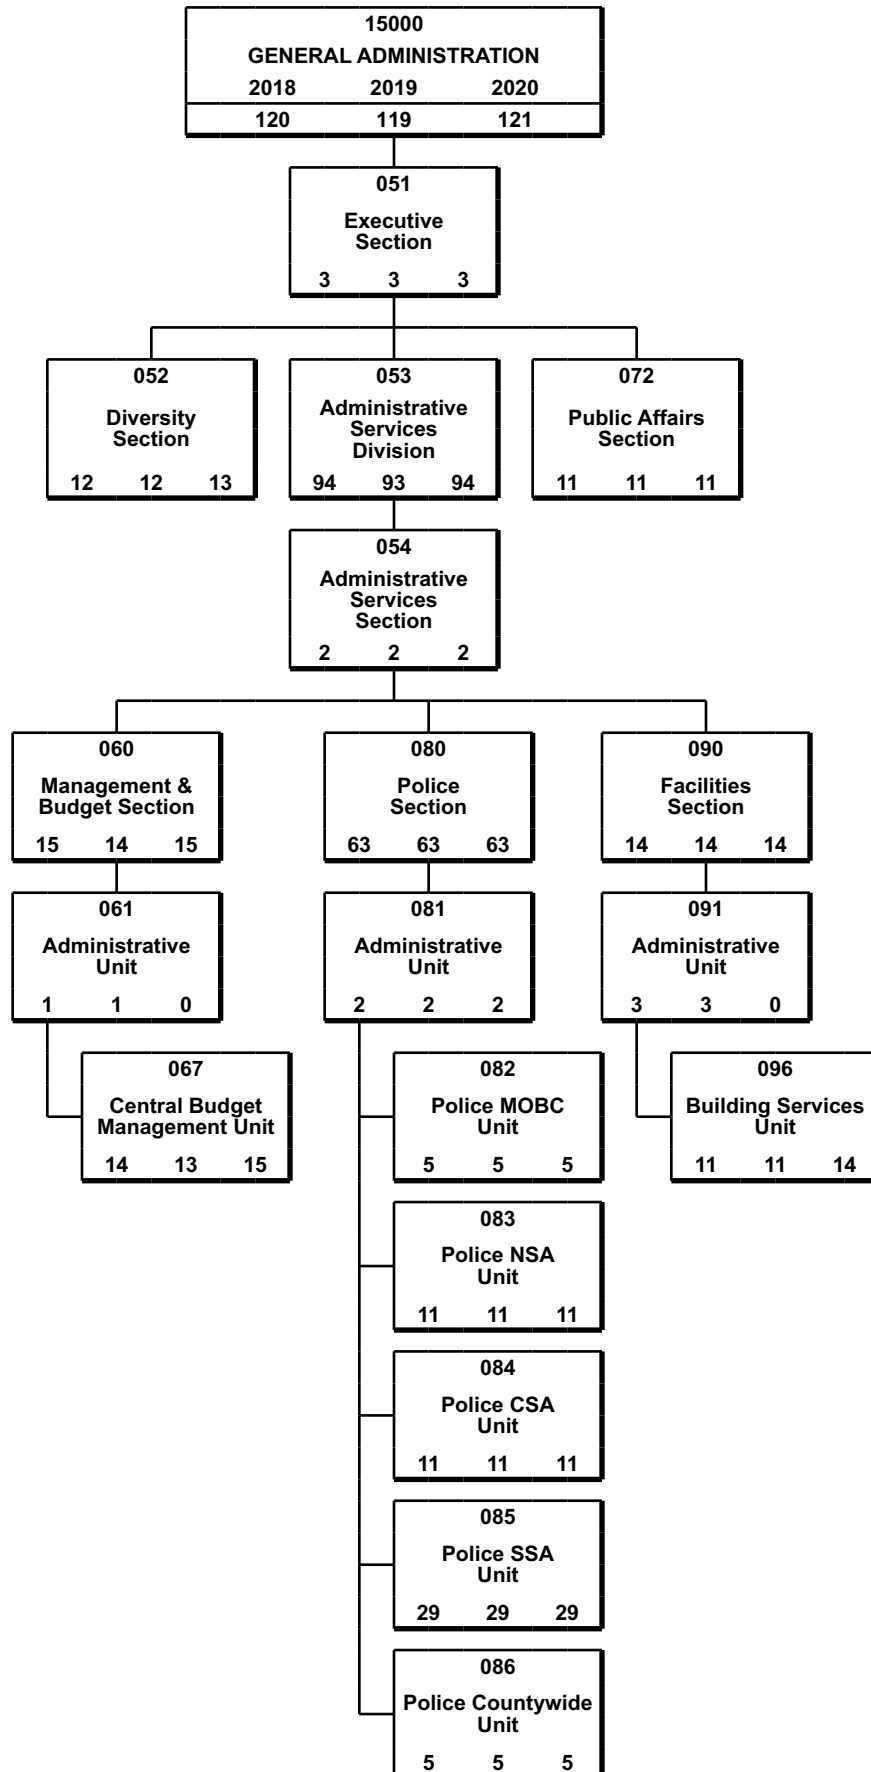 15000
GENERAL ADMINISTRATION
2018 2019 2020
120 119 121
051
Executive
Section
3 3 3
052
Diversity
Section
12 12 13
053
Administrative
Services
Division
94 93 94
072
Public Affairs
Section
11 11 11
054
Administrative
Services
Section
2 2 2
060
Management &
Budget Section
15 14 15
080
Police
Section
63 63 63
090
Facilities
Section
14 14 14
061
Administrative
Unit
1 1 0
081
Administrative
Unit
2 2 2
091
Administrative
Unit
3 3 0
067
Central Budget
Management Unit
14 13 15
082
Police MOBC
Unit
5 5 5
096
Building Services
Unit
11 11 14
083
Police NSA
Unit
11 11 11
084
Police CSA
Unit
11 11 11
085
Police SSA
Unit
29 29 29
086
Police Countywide
Unit
5 5 5